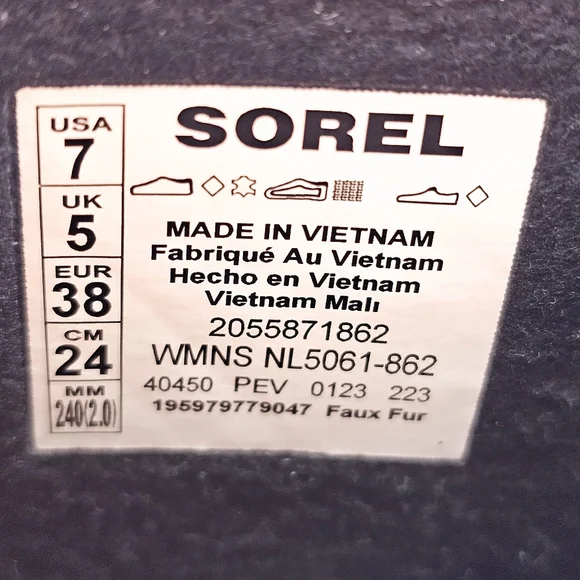 SOREL
USA
7
UK
5
EUR
38
CM
24
MM
240(2.0)
MADE IN VIETNAM
Fabriqué Au Vietnam
Hecho en Vietnam
Vietnam Malı
2055871862
WMNS NL5061-862
40450 PEV 0123 223
195979779047 Faux Fur